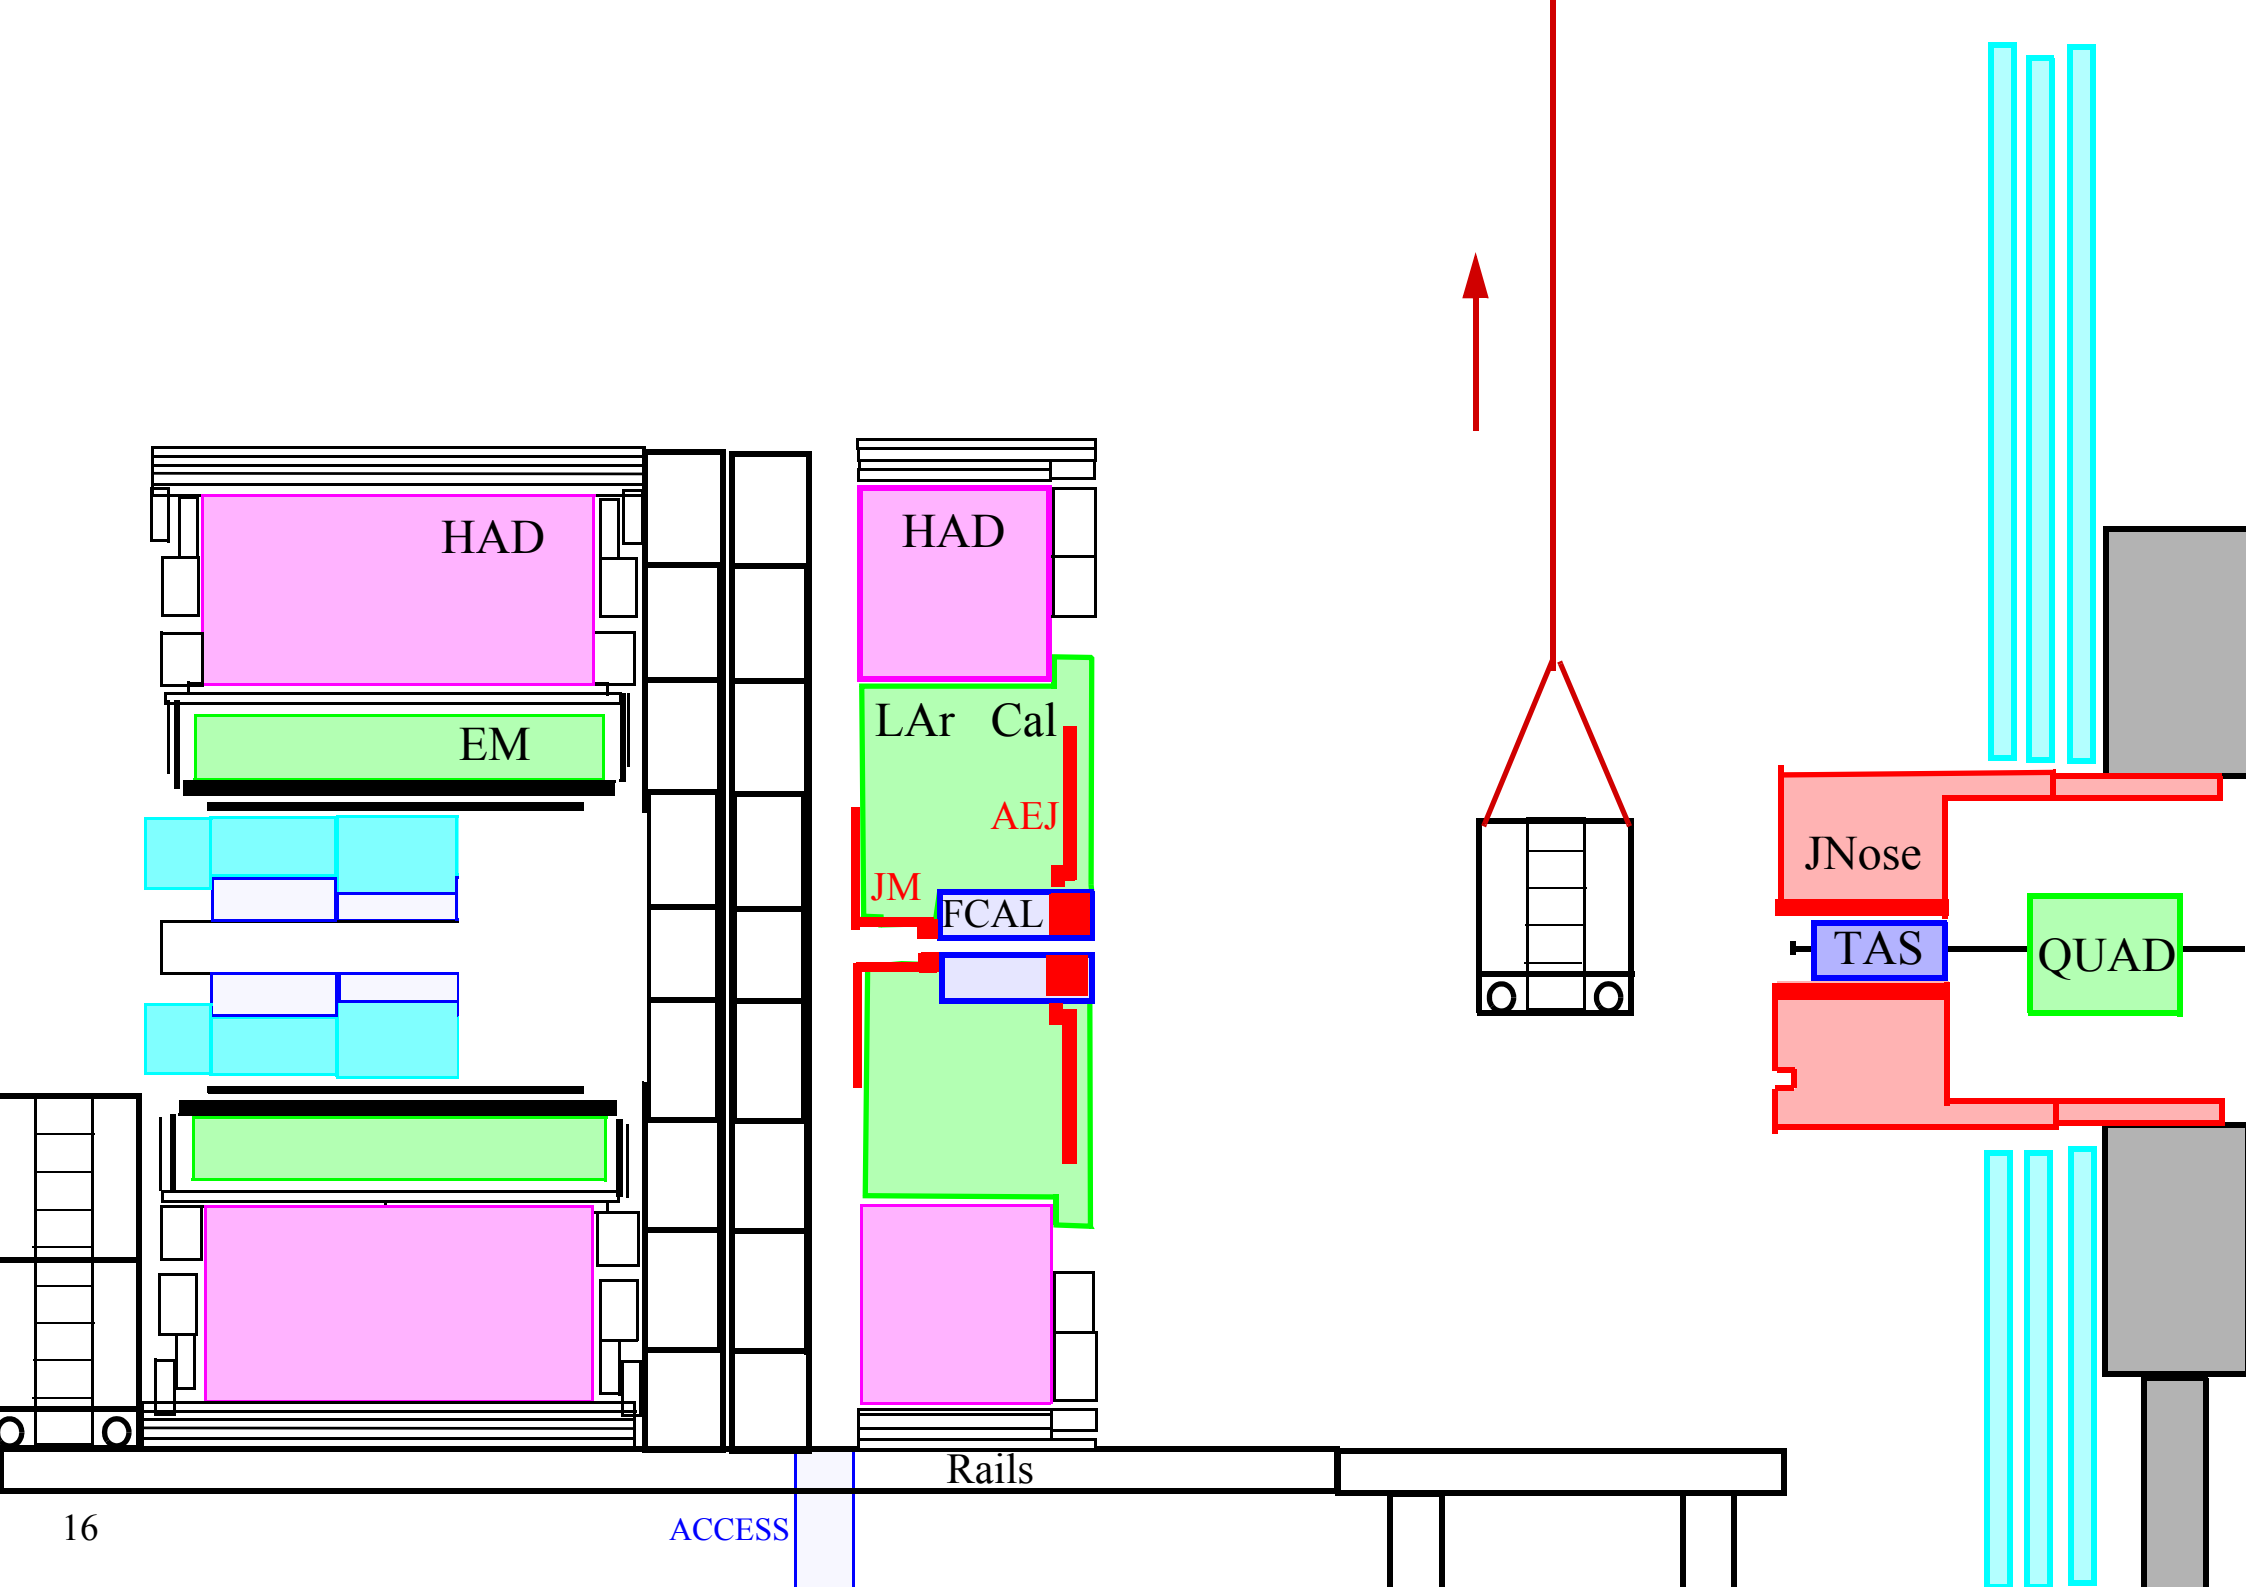 HAD
HAD
LAr Cal
EM
AEJ
JM
FCAL
JNose
TAS
QUAD
Rails
16
ACCESS